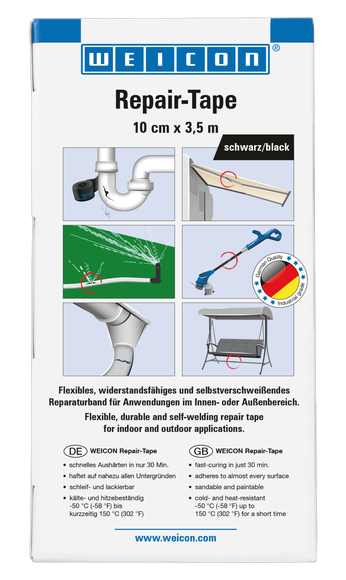 WEICON®
Repair-Tape
10 cm x 3,5 m
schwarz/black
German Quality
Industrial grade
Flexibles, widerstandsfähiges und selbstverschweißendes
Reparaturband für Anwendungen im Innen- oder Außenbereich.
Flexible, durable and self-welding repair tape
for indoor and outdoor applications.
DE WEICON Repair-Tape
• schnelles Aushärten in nur 30 Min.
• haftet auf nahezu allen Untergründen
• schleif- und lackierbar
• kälte- und hitzebeständig
-50 °C (-58 °F) bis
kurzzeitig 150 °C (302 °F)
GB WEICON Repair-Tape
• fast-curing in just 30 min.
• adheres to almost every surface
• sandable and paintable
• cold- and heat-resistant
-50 °C (-58 °F) up to
150 °C (302 °F) for a short time
www.weicon.com